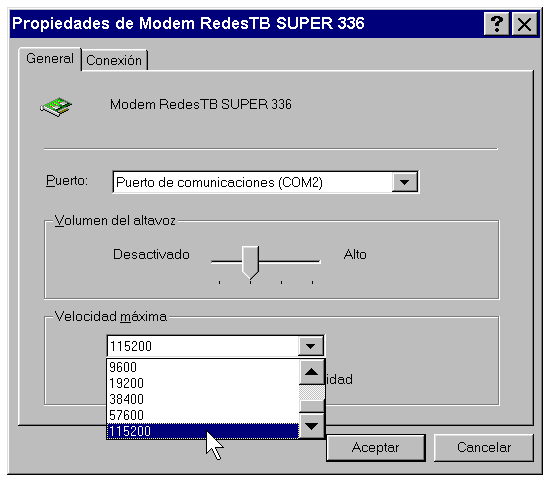 Propiedades de Modem RedesTB SUPER 336
General Conexión
Modem RedesTB SUPER 336
Puerto: Puerto de comunicaciones (COM2)
Volumen del altavoz
Desactivado Alto
Velocidad máxima
115200
9600
19200 idad
38400
57600
115200
Aceptar Cancelar